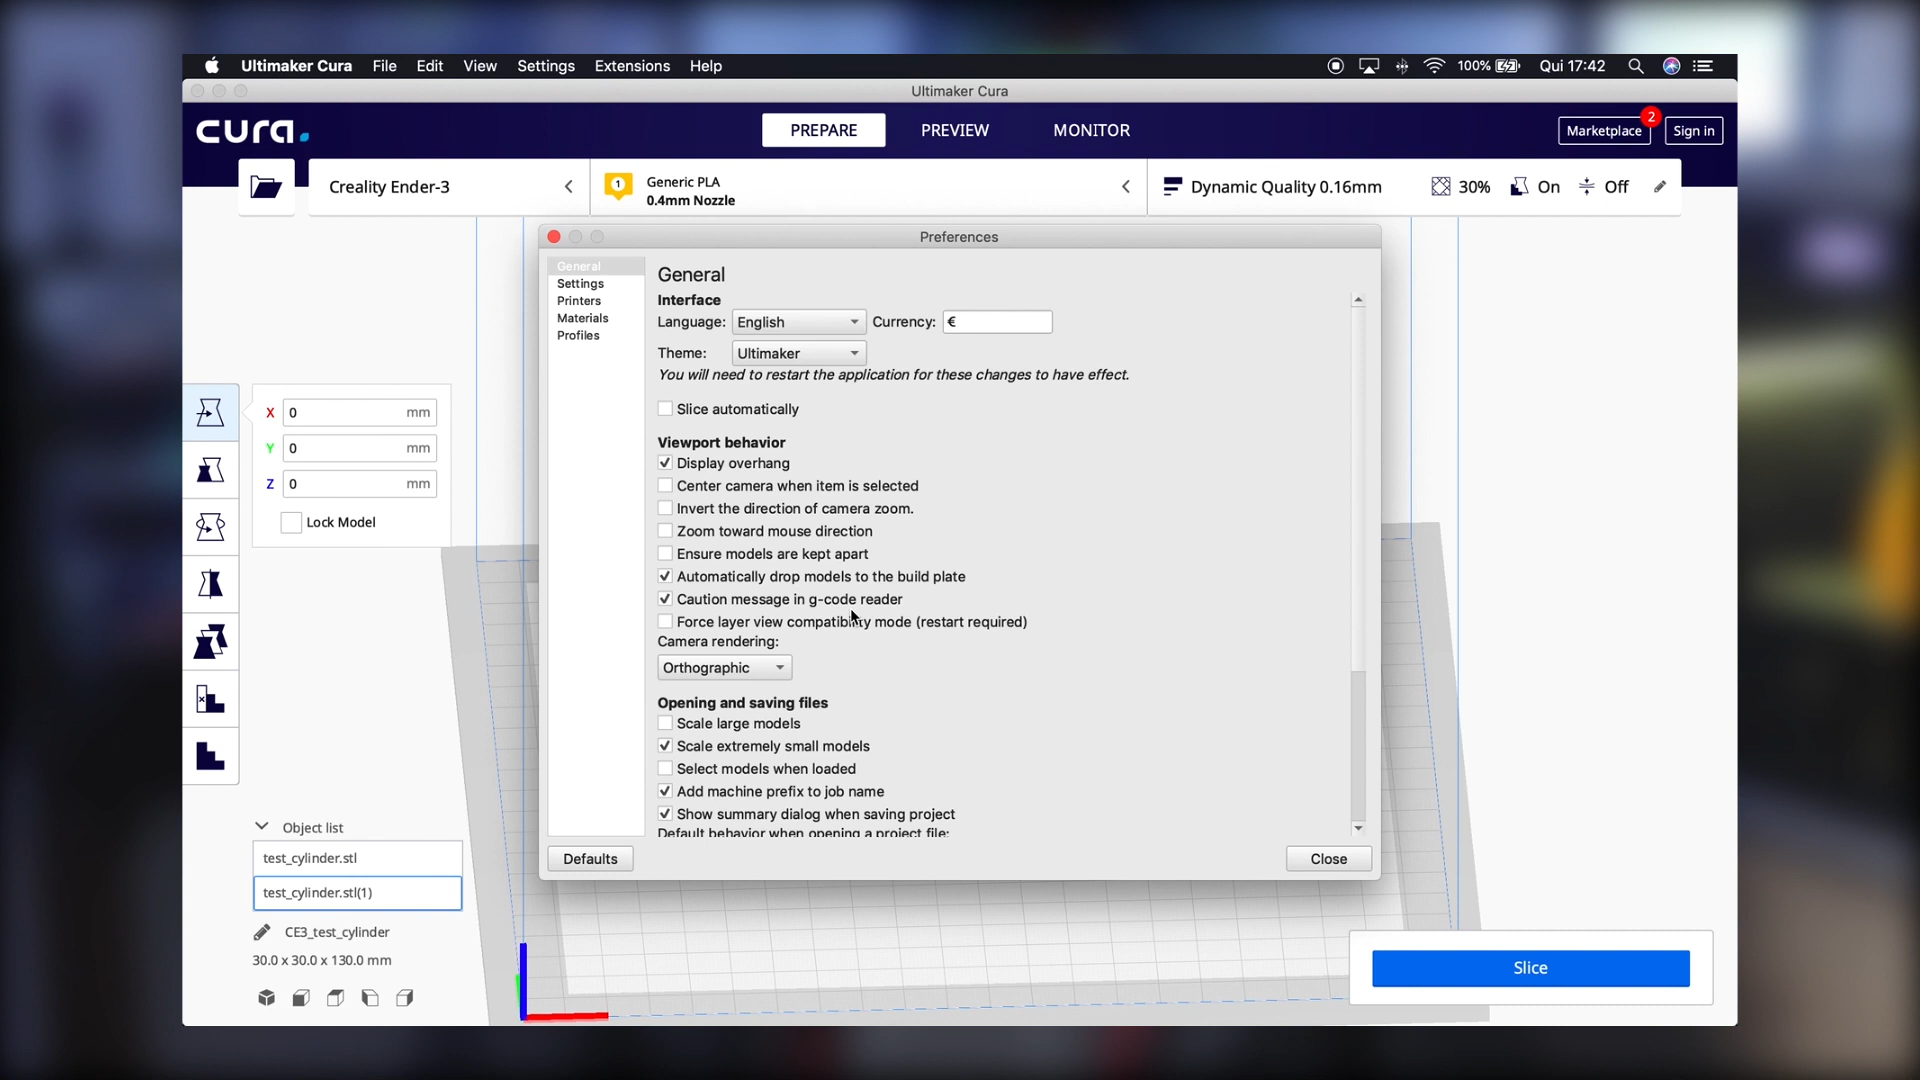 Ultimaker Cura File Edit View Settings Extensions Help
100% Qui 17:42
Ultimaker Cura
cura.
PREPARE PREVIEW MONITOR
Marketplace 2 Sign in
Creality Ender-3
1 Generic PLA
0.4mm Nozzle
Dynamic Quality 0.16mm 30% On Off
Preferences
General
Settings
Printers
Materials
Profiles
General
Interface
Language: English Currency: €
Theme: Ultimaker
You will need to restart the application for these changes to have effect.
Slice automatically
Viewport behavior
Display overhang
Center camera when item is selected
Invert the direction of camera zoom.
Zoom toward mouse direction
Ensure models are kept apart
Automatically drop models to the build plate
Caution message in g-code reader
Force layer view compatibility mode (restart required)
Camera rendering:
Orthographic
Opening and saving files
Scale large models
Scale extremely small models
Select models when loaded
Add machine prefix to job name
Show summary dialog when saving project
Default behavior when opening a project file:
Defaults Close
X 0 mm
Y 0 mm
Z 0 mm
Lock Model
Object list
test_cylinder.stl
test_cylinder.stl(1)
CE3_test_cylinder
30.0 x 30.0 x 130.0 mm
Slice